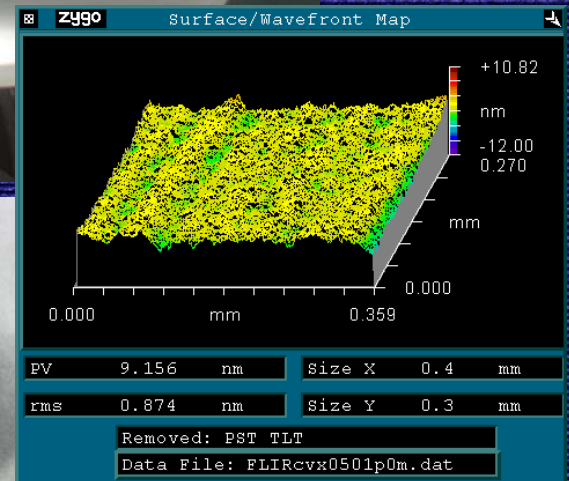 zygo Surface/Wavefront Map
+10.82
nm
-12.00
0.270
mm
0.000
0.000 mm 0.359
PV 9.156 nm Size X 0.4 mm
rms 0.874 nm Size Y 0.3 mm
Removed: PST TLT
Data File: FLIRcvx0501p0m.dat